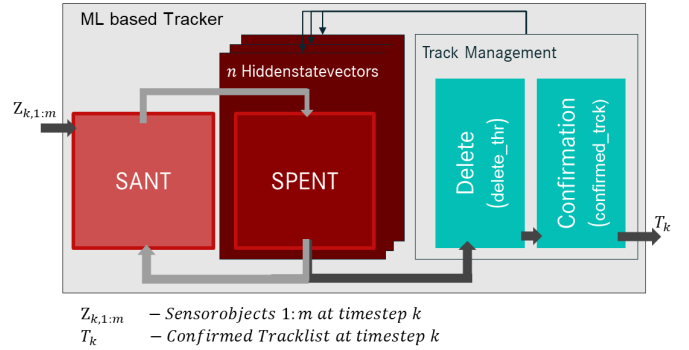 ML based Tracker
n Hiddenstatevectors
Track Management
Z_{k,1:m}
SANT
SPENT
Delete
(delete_thr)
Confirmation
(confirmed_trck)
T_k
Z_{k,1:m} – Sensorobjects 1:m at timestep k
T_k – Confirmed Tracklist at timestep k